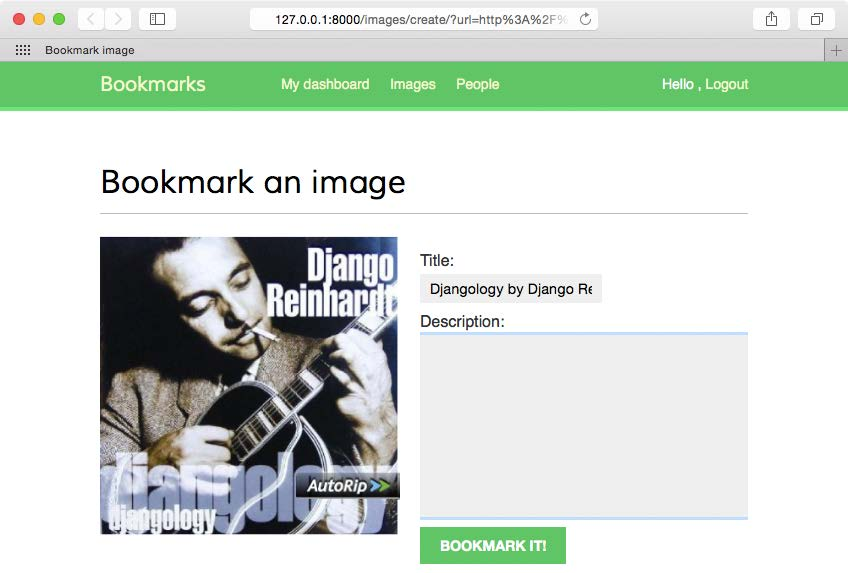 127.0.0.1:8000/images/create/?url=http%3A%2F%
Bookmark image
Bookmarks My dashboard Images People Hello , Logout
Bookmark an image
Django
Reinhardt
djangology
AutoRip
djangology
Title:
Djangology by Django Re
Description:
BOOKMARK IT!